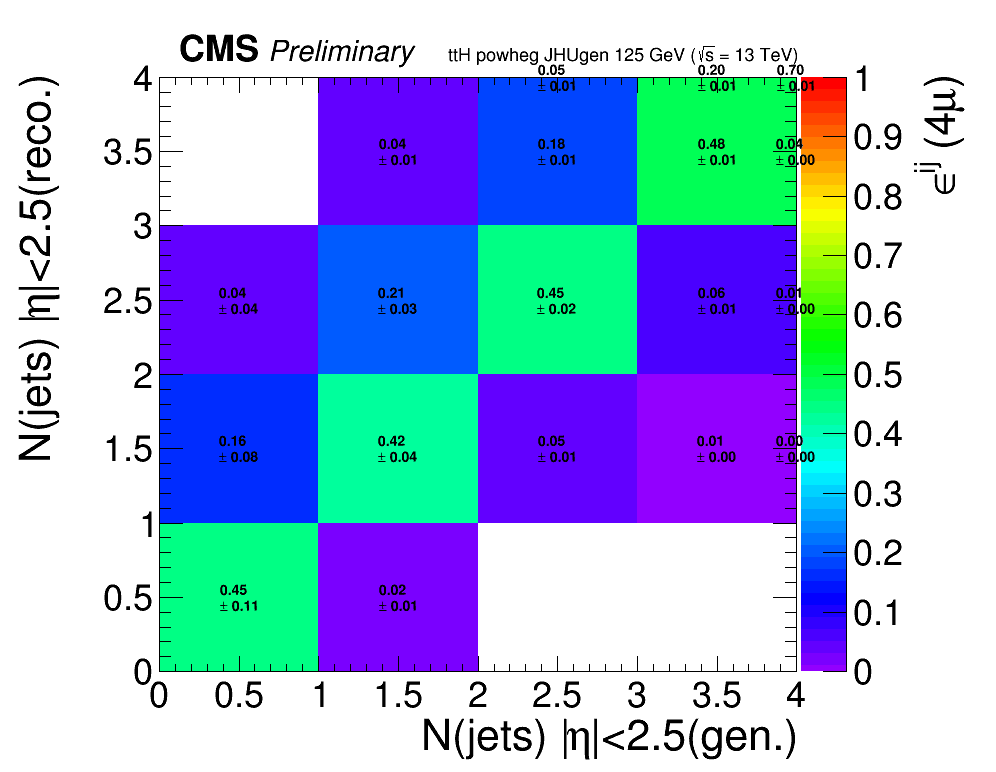 CMS Preliminary ttH powheg JHUgen 125 GeV (√s = 13 TeV)
N(jets) |η|<2.5(reco.)
ϵ^ij (4μ)
0.05 0.20 0.70
± 0.01 ± 0.01 ± 0.01
4 1
0.9
0.04 0.18 0.48 0.04
± 0.01 ± 0.01 ± 0.01 ± 0.00
3.5
0.8
3
0.7
0.04 0.21 0.45 0.06 0.01
± 0.04 ± 0.03 ± 0.02 ± 0.01 ± 0.00
2.5
0.6
2 0.5
0.16 0.42 0.05 0.01 0.00
± 0.08 ± 0.04 ± 0.01 ± 0.00 ± 0.00
1.5
0.4
0.3
1
0.2
0.45 0.02
± 0.11 ± 0.01
0.5
0.1
0 0
0 0.5 1 1.5 2 2.5 3 3.5 4
N(jets) |η|<2.5(gen.)